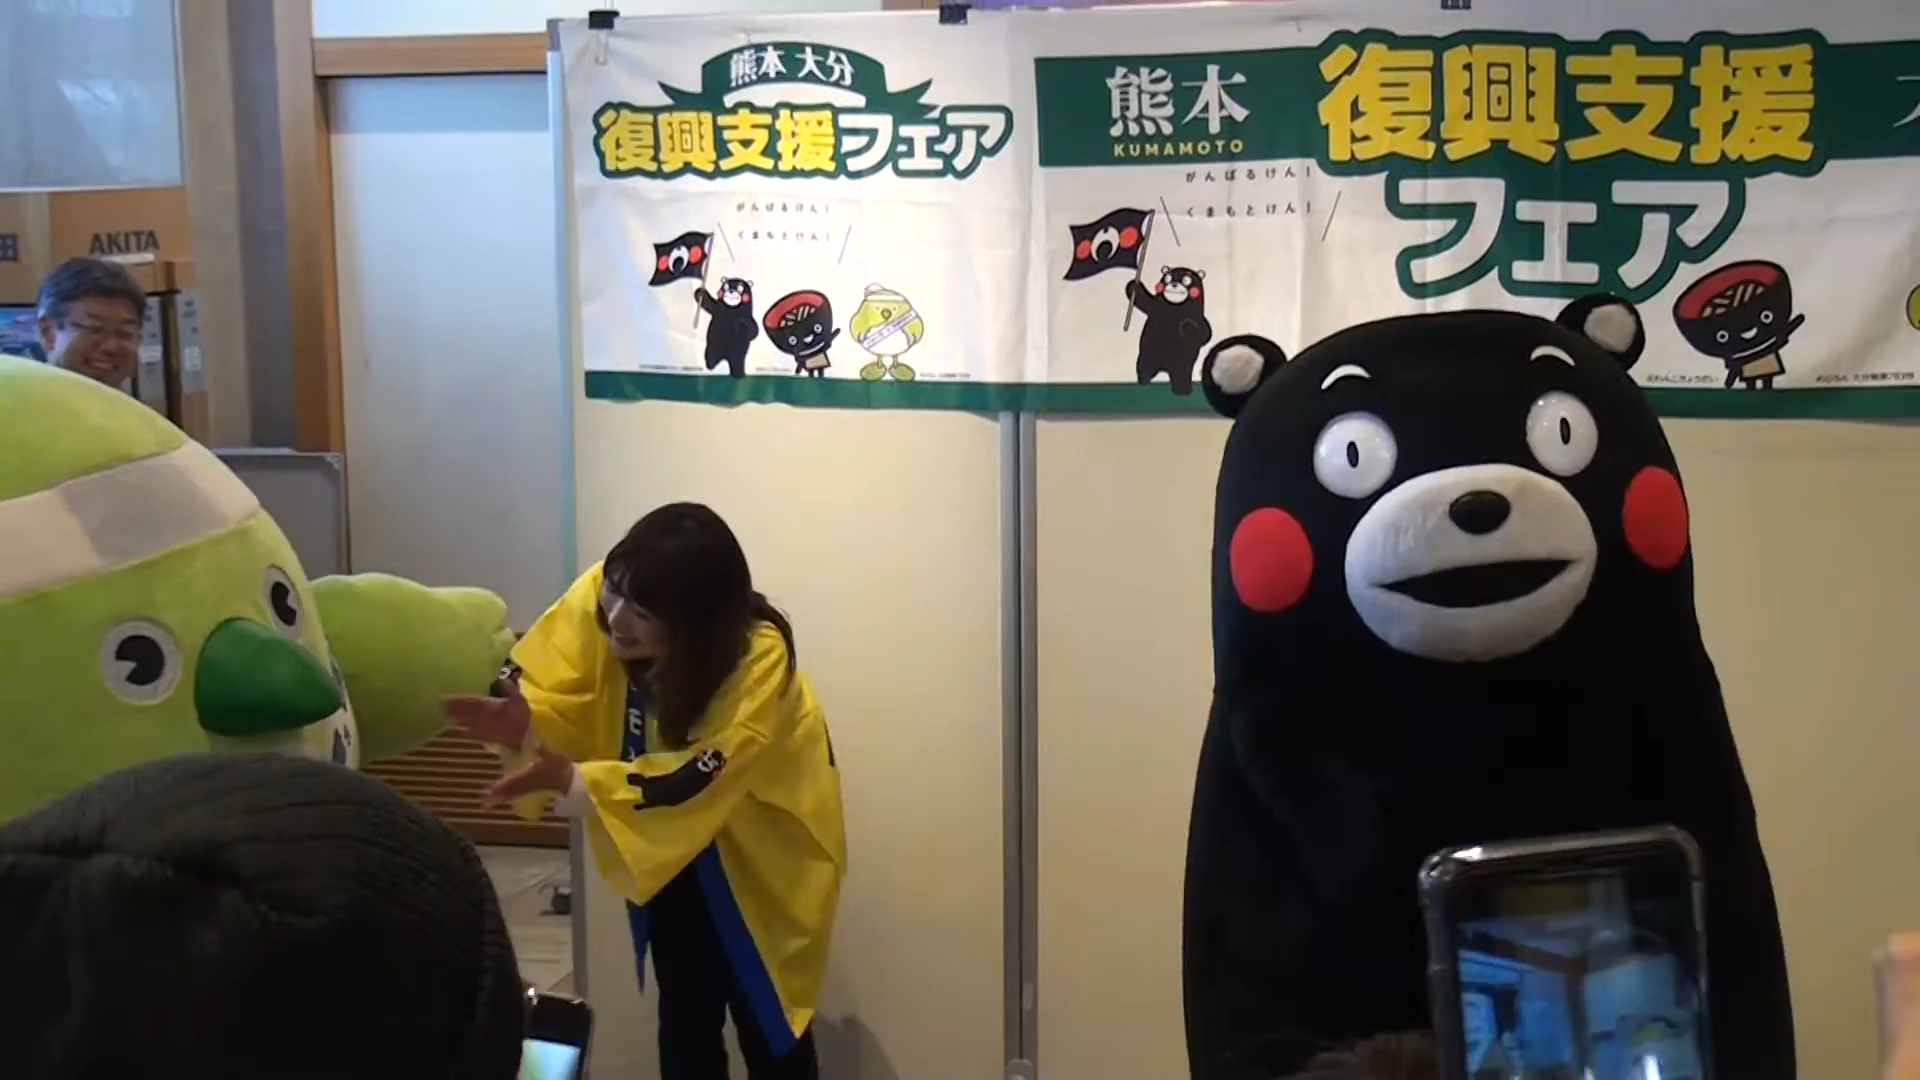 熊本 大分
復興支援フェア
がんばるけん!
くまもとけん!
熊本
KUMAMOTO
復興支援
フェア
がんばるけん!
くまもとけん!
AKITA
田
モ